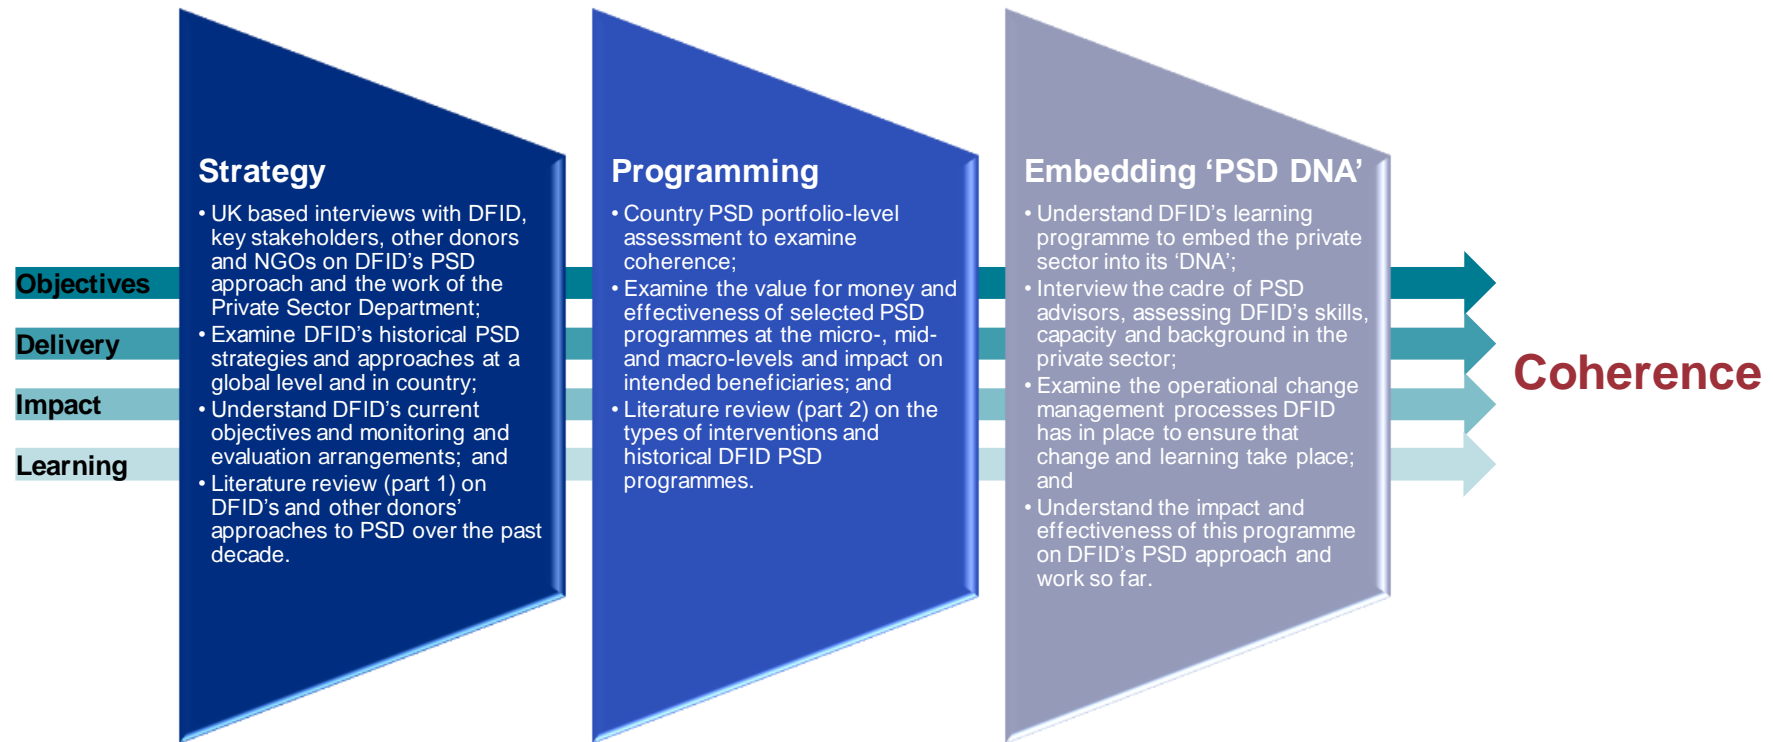 Objectives
Delivery
Impact
Learning
Strategy
• UK based interviews with DFID,
key stakeholders, other donors
and NGOs on DFID's PSD
approach and the work of the
Private Sector Department;
• Examine DFID's historical PSD
strategies and approaches at a
global level and in country;
• Understand DFID's current
objectives and monitoring and
evaluation arrangements; and
• Literature review (part 1) on
DFID's and other donors'
approaches to PSD over the past
decade.
Programming
• Country PSD portfolio-level
assessment to examine
coherence;
• Examine the value for money and
effectiveness of selected PSD
programmes at the micro-, mid-
and macro-levels and impact on
intended beneficiaries; and
• Literature review (part 2) on the
types of interventions and
historical DFID PSD
programmes.
Embedding 'PSD DNA'
• Understand DFID's learning
programme to embed the private
sector into its 'DNA';
• Interview the cadre of PSD
advisors, assessing DFID's skills,
capacity and background in the
private sector;
• Examine the operational change
management processes DFID
has in place to ensure that
change and learning take place;
and
• Understand the impact and
effectiveness of this programme
on DFID's PSD approach and
work so far.
Coherence